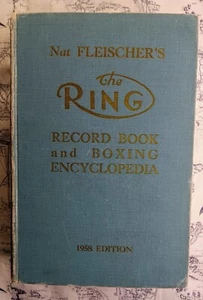 Nat FLEISCHER'S
The
RING
RECORD BOOK
and BOXING
ENCYCLOPEDIA
1958 EDITION